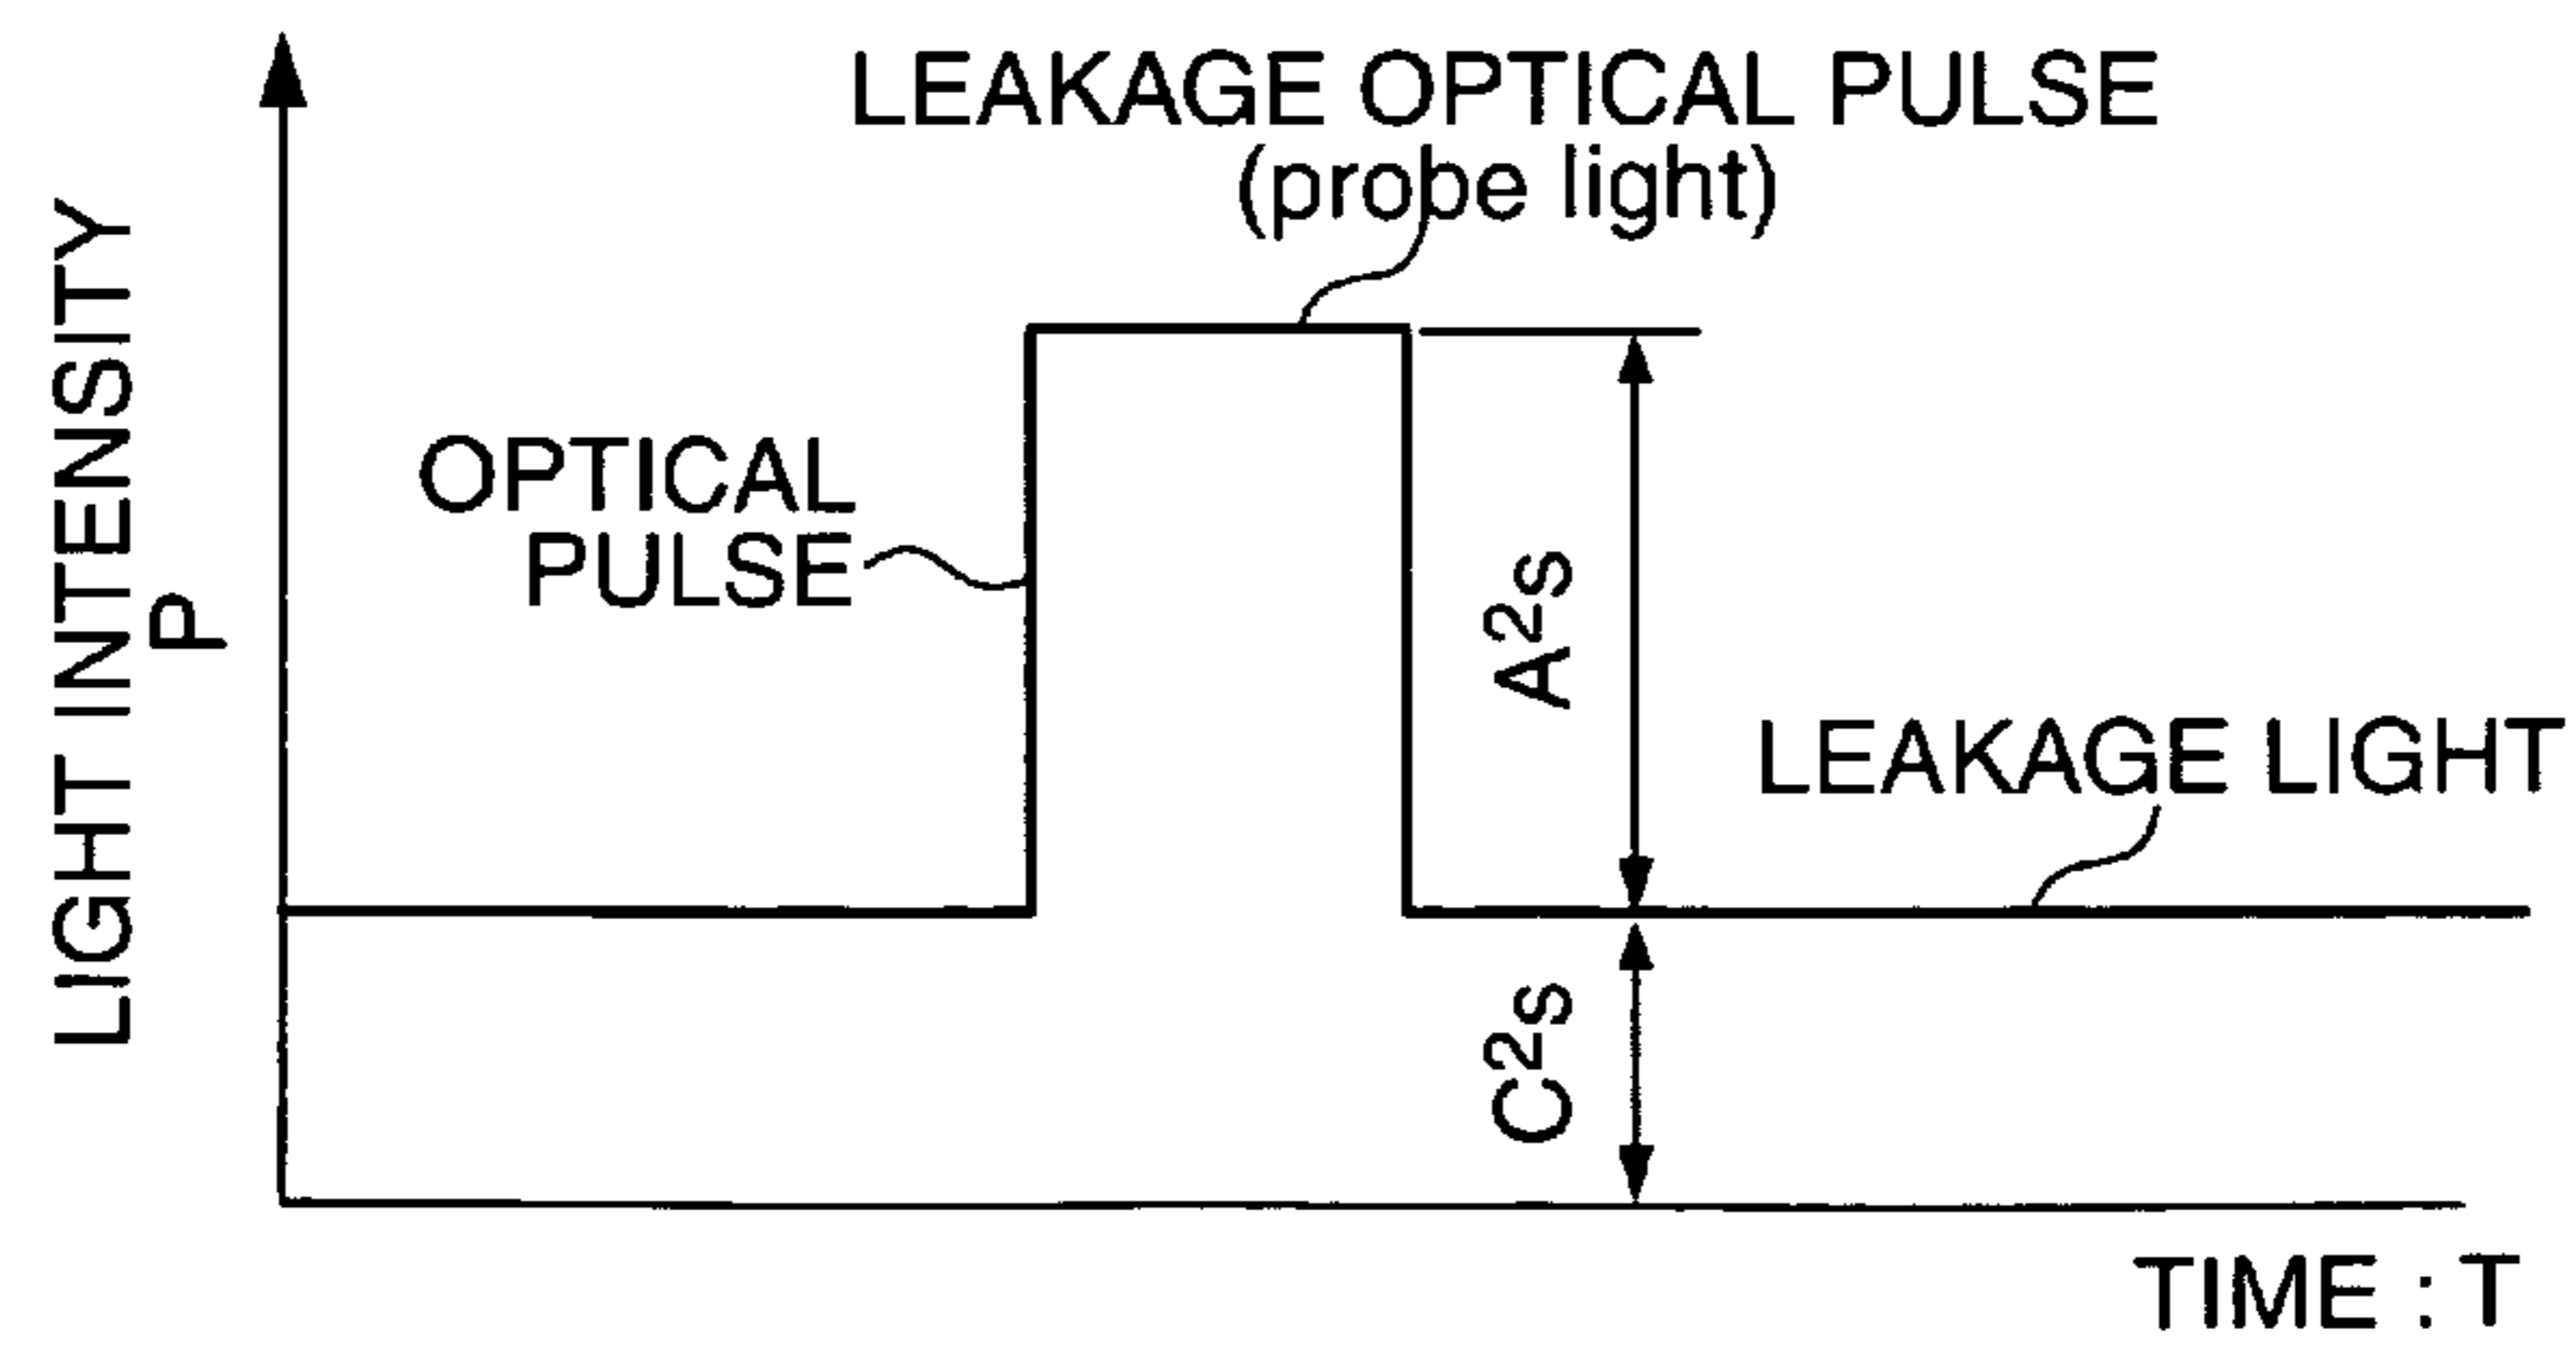 LEAKAGE OPTICAL PULSE
(probe light)
LIGHT INTENSITY
P
OPTICAL
PULSE
A²s
LEAKAGE LIGHT
C²s
TIME : T